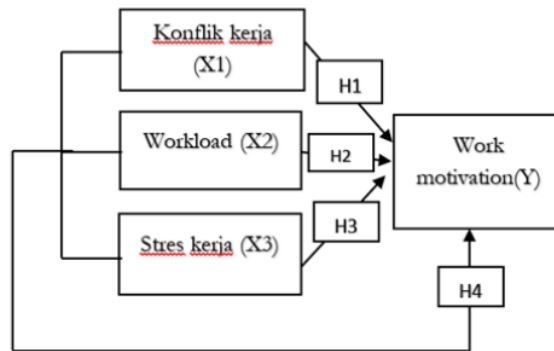 Konflik kerja
(X1)
H1
Workload (X2)
H2
Work
motivation(Y)
Stres kerja (X3)
H3
H4